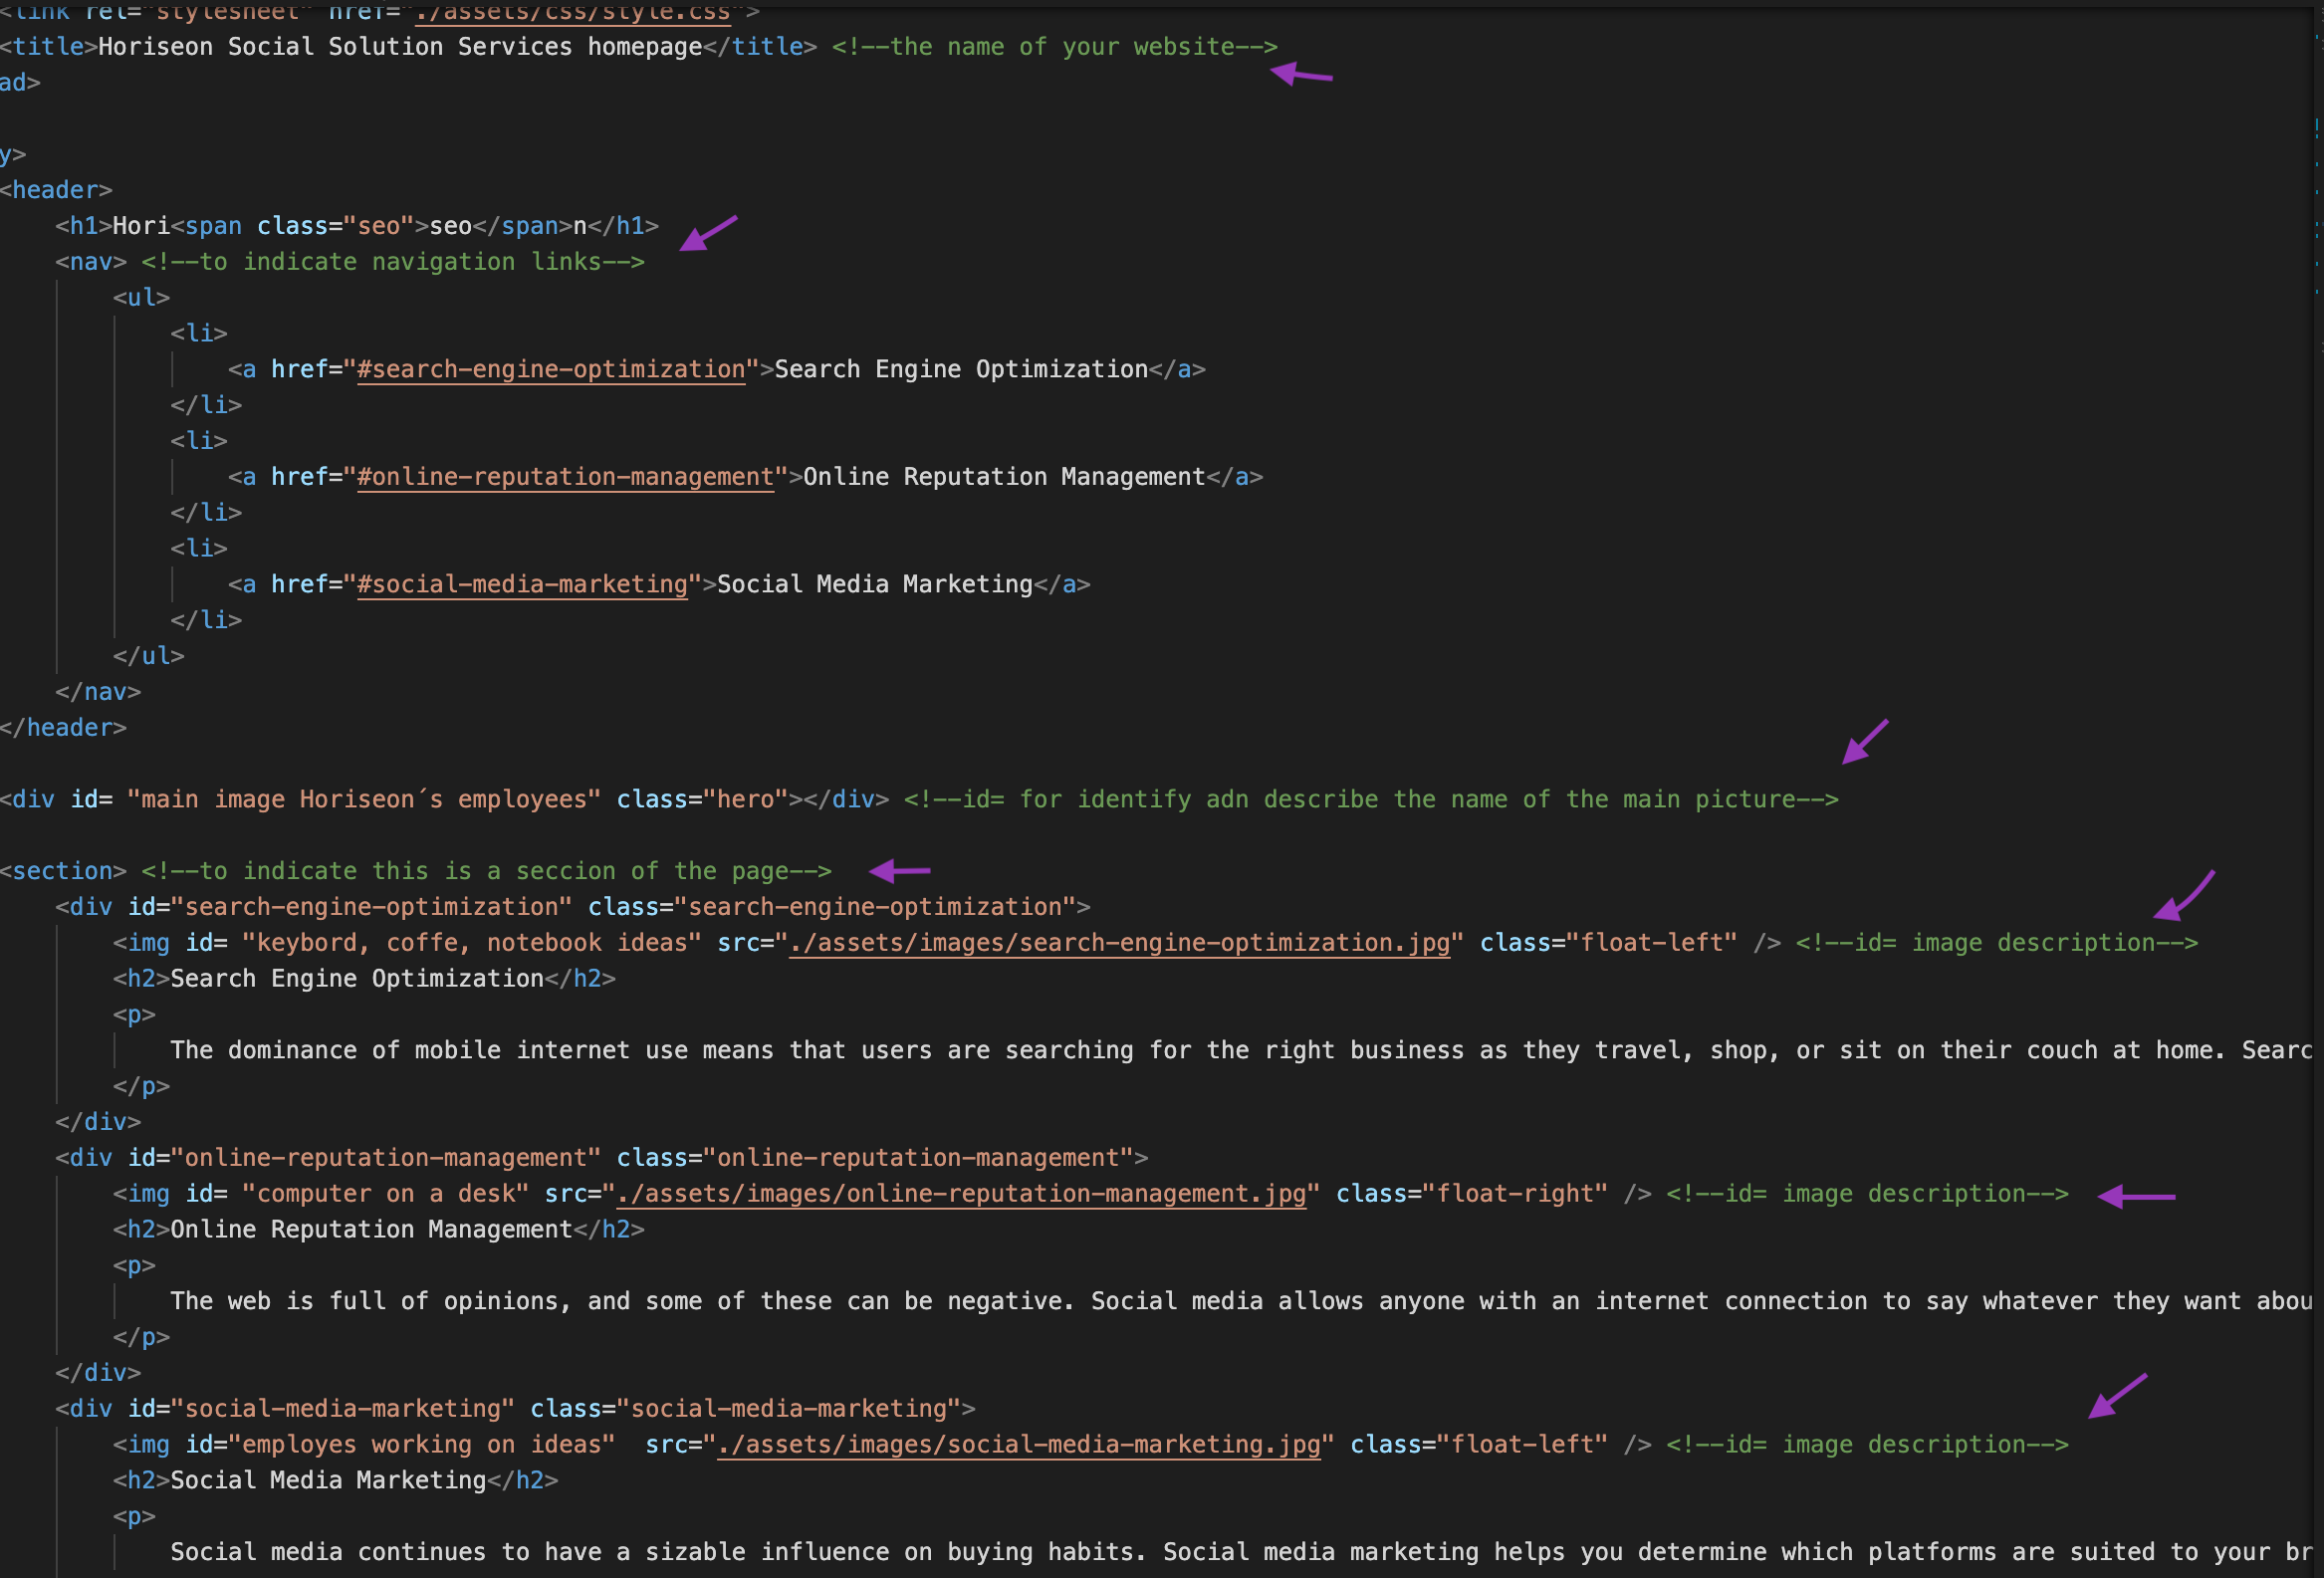 <link rel="stylesheet" href="./assets/css/style.css">
<title>Horiseon Social Solution Services homepage</title> <!--the name of your website-->
ad>
y>
<header>
<h1>Hori<span class="seo">seo</span>n</h1>
<nav> <!--to indicate navigation links-->
<ul>
<li>
<a href="#search-engine-optimization">Search Engine Optimization</a>
</li>
<li>
<a href="#online-reputation-management">Online Reputation Management</a>
</li>
<li>
<a href="#social-media-marketing">Social Media Marketing</a>
</li>
</ul>
</nav>
</header>
<div id= "main image Horiseon´s employees" class="hero"></div> <!--id= for identify adn describe the name of the main picture-->
<section> <!--to indicate this is a seccion of the page-->
<div id="search-engine-optimization" class="search-engine-optimization">
<img id= "keybord, coffe, notebook ideas" src="./assets/images/search-engine-optimization.jpg" class="float-left" /> <!--id= image description-->
<h2>Search Engine Optimization</h2>
<p>
The dominance of mobile internet use means that users are searching for the right business as they travel, shop, or sit on their couch at home. Searc
</p>
</div>
<div id="online-reputation-management" class="online-reputation-management">
<img id= "computer on a desk" src="./assets/images/online-reputation-management.jpg" class="float-right" /> <!--id= image description-->
<h2>Online Reputation Management</h2>
<p>
The web is full of opinions, and some of these can be negative. Social media allows anyone with an internet connection to say whatever they want abou
</p>
</div>
<div id="social-media-marketing" class="social-media-marketing">
<img id="employes working on ideas"  src="./assets/images/social-media-marketing.jpg" class="float-left" /> <!--id= image description-->
<h2>Social Media Marketing</h2>
<p>
Social media continues to have a sizable influence on buying habits. Social media marketing helps you determine which platforms are suited to your br